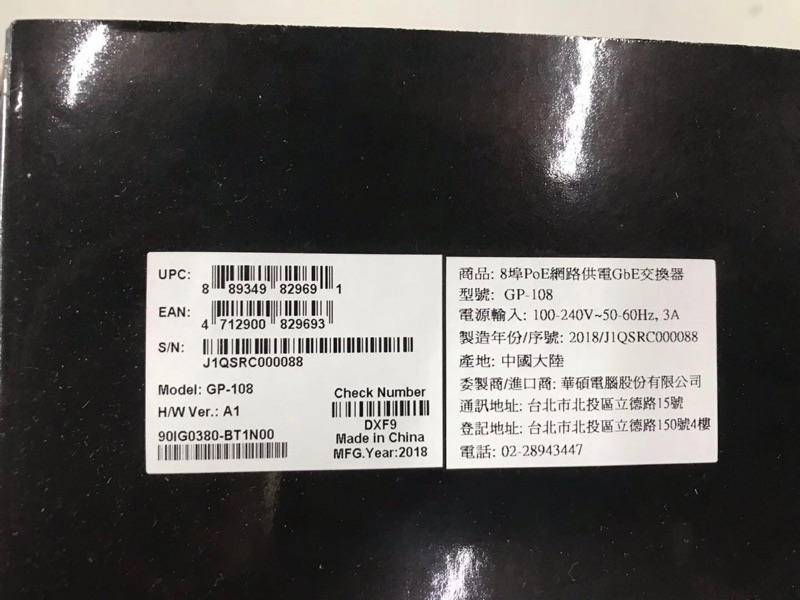 UPC:
8 89349 82969 1
EAN:
4 712900 829693
S/N:
J1QSRC000088
Model: GP-108
H/W Ver.: A1
90IG0380-BT1N00
Check Number
DXF9
Made in China
MFG.Year:2018
商品: 8埠PoE網路供電GbE交換器
型號: GP-108
電源輸入: 100-240V~50-60Hz, 3A
製造年份/序號: 2018/J1QSRC000088
產地: 中國大陸
委製商/進口商: 華碩電腦股份有限公司
通訊地址: 台北市北投區立德路15號
登記地址: 台北市北投區立德路150號4樓
電話: 02-28943447